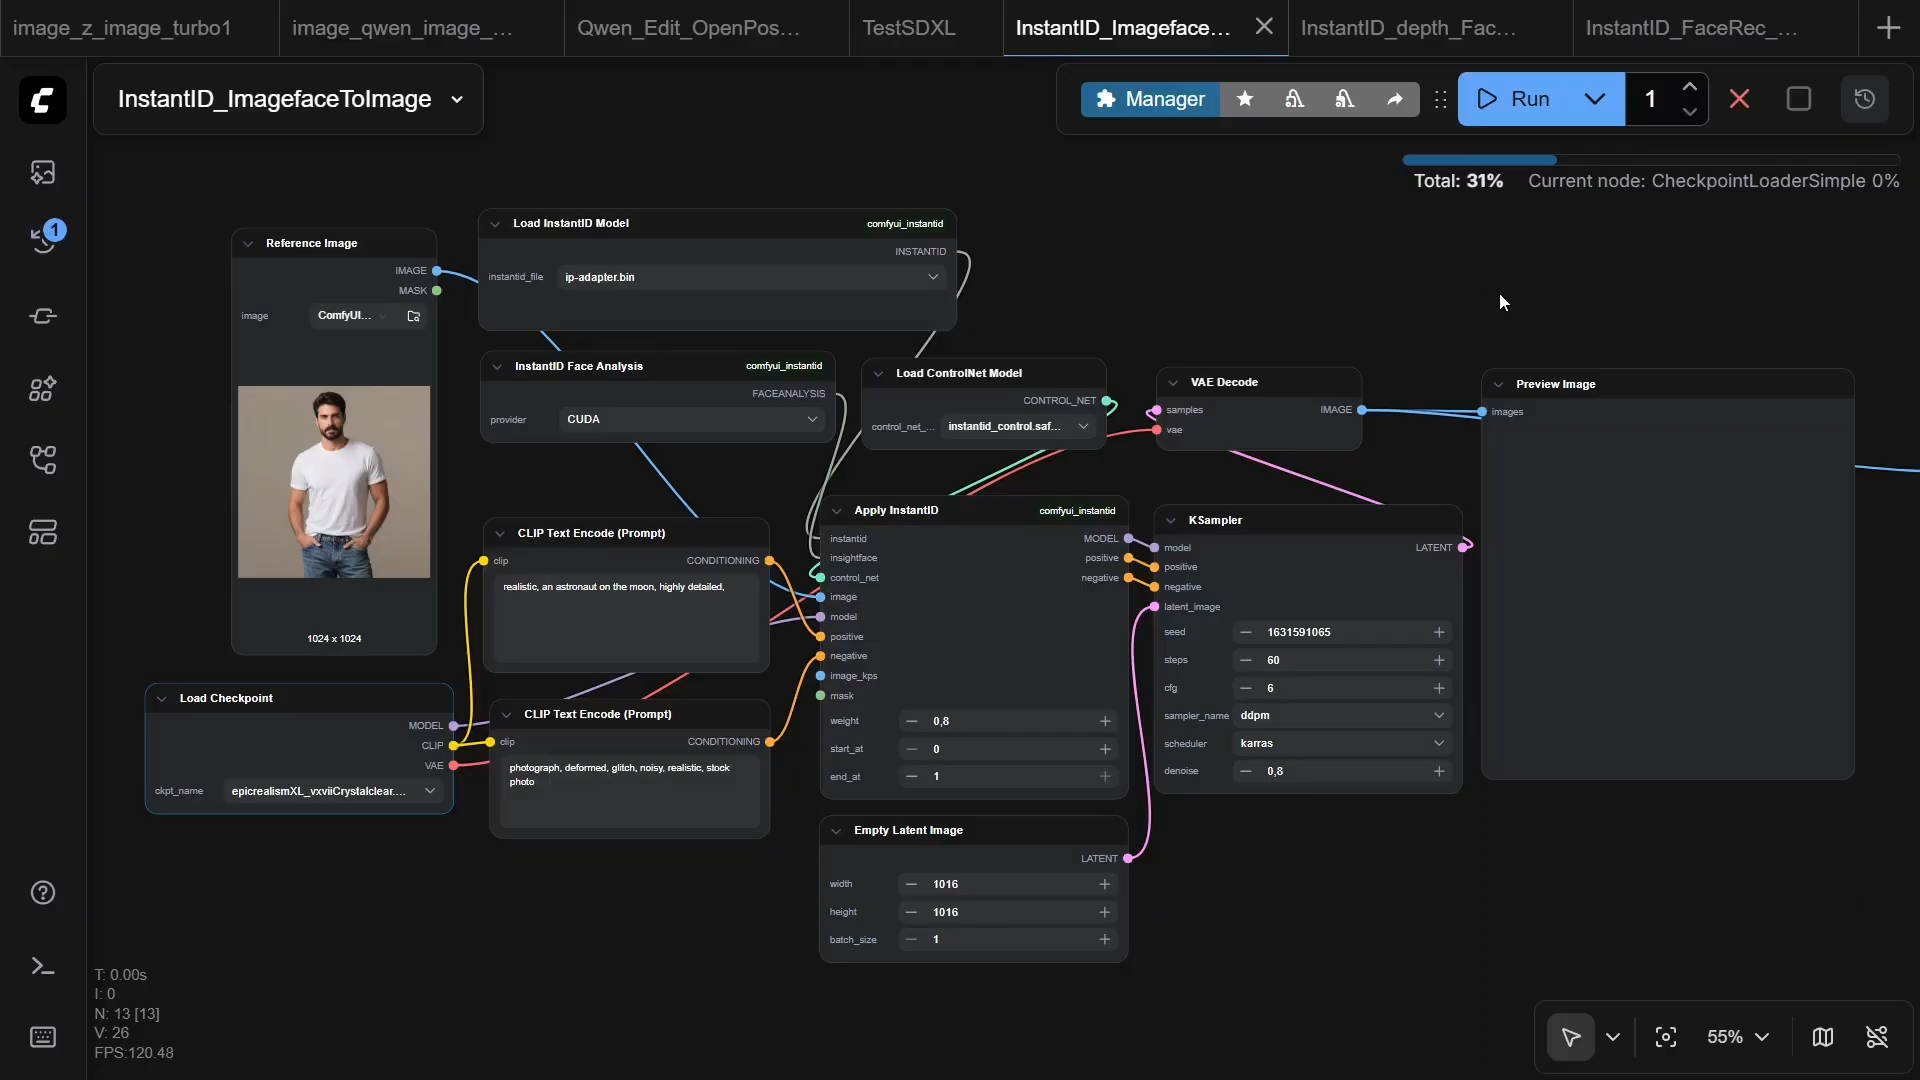 image_z_image_turbo1
image_qwen_image_...
Qwen_Edit_OpenPos...
TestSDXL
InstantID_Imageface...
InstantID_depth_Fac...
InstantID_FaceRec_...
InstantID_ImagefaceToImage
Manager
Run
1
Total: 31% Current node: CheckpointLoaderSimple 0%
1
Reference Image
IMAGE
MASK
image ComfyUI...
1024 x 1024
Load InstantID Model comfyui_instantid
INSTANTID
instantid_file ip-adapter.bin
InstantID Face Analysis comfyui_instantid
FACEANALYSIS
provider CUDA
Load ControlNet Model
CONTROL_NET
control_net_... instantid_control.saf...
VAE Decode
samples IMAGE
vae
Preview Image
images
CLIP Text Encode (Prompt)
clip CONDITIONING
realistic, an astronaut on the moon, highly detailed,
Apply InstantID comfyui_instantid
instantid MODEL
insightface positive
control_net negative
image
model
positive
negative
image_kps
mask
weight 0,8
start_at 0
end_at 1
KSampler
model LATENT
positive
negative
latent_image
seed 1631591065
steps 60
cfg 6
sampler_name ddpm
scheduler karras
denoise 0,8
Load Checkpoint
MODEL
CLIP
VAE
ckpt_name epicrealismXL_vxviiCrystalclear....
CLIP Text Encode (Prompt)
clip CONDITIONING
photograph, deformed, glitch, noisy, realistic, stock
photo
Empty Latent Image
LATENT
width 1016
height 1016
batch_size 1
T: 0.00s
I: 0
N: 13 [13]
V: 26
FPS:120.48
55%